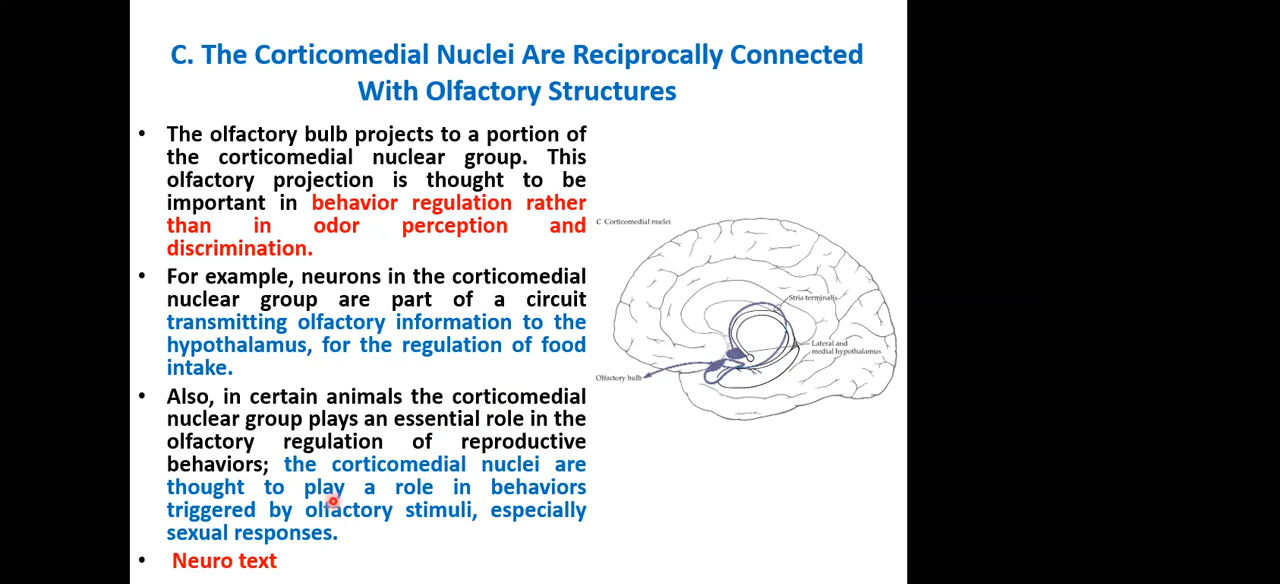 C. The Corticomedial Nuclei Are Reciprocally Connected
With Olfactory Structures
• The olfactory bulb projects to a portion of
the corticomedial nuclear group. This
olfactory projection is thought to be
important in behavior regulation rather
than in odor perception and
discrimination.
• For example, neurons in the corticomedial
nuclear group are part of a circuit
transmitting olfactory information to the
hypothalamus, for the regulation of food
intake.
• Also, in certain animals the corticomedial
nuclear group plays an essential role in the
olfactory regulation of reproductive
behaviors; the corticomedial nuclei are
thought to play a role in behaviors
triggered by olfactory stimuli, especially
sexual responses.
• Neuro text
C Corticomedial nuclei
Stria terminalis
Lateral and
medial hypothalamus
Olfactory bulb